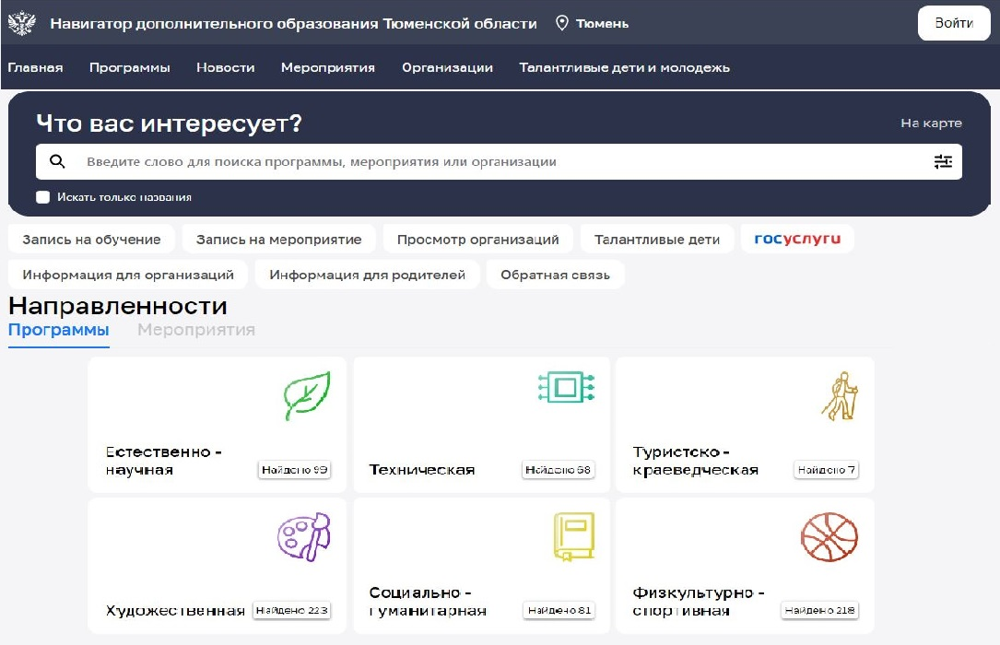 Навигатор дополнительного образования Тюменской области Тюмень Войти
Главная Программы Новости Мероприятия Организации Талантливые дети и молодежь
Что вас интересует?
На карте
Введите слово для поиска программы, мероприятия или организации
Искать только названия
Запись на обучение Запись на мероприятие Просмотр организаций Талантливые дети госуслуги
Информация для организаций Информация для родителей Обратная связь
Направленности
Программы Мероприятия
Естественно -
научная
Найдено 99
Техническая
Найдено 68
Туристско -
краеведческая
Найдено 7
Художественная
Найдено 223
Социально -
гуманитарная
Найдено 81
Физкультурно -
спортивная
Найдено 218